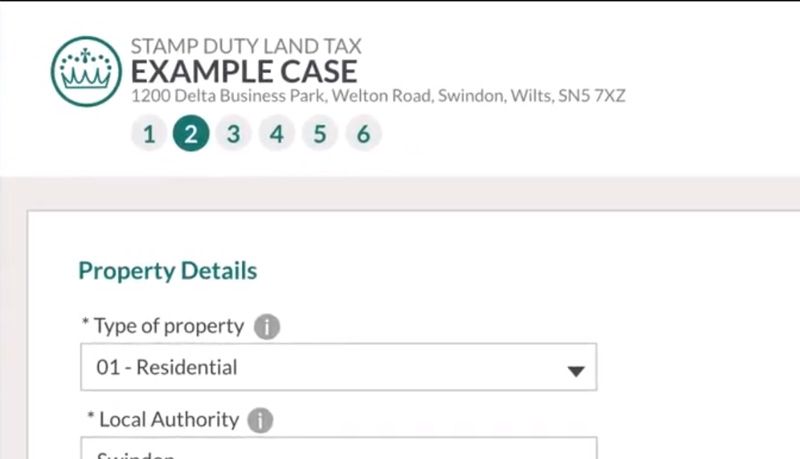 STAMP DUTY LAND TAX
EXAMPLE CASE
1200 Delta Business Park, Welton Road, Swindon, Wilts, SN5 7XZ
1 2 3 4 5 6
Property Details
* Type of property i
01 - Residential
* Local Authority i
Swindon